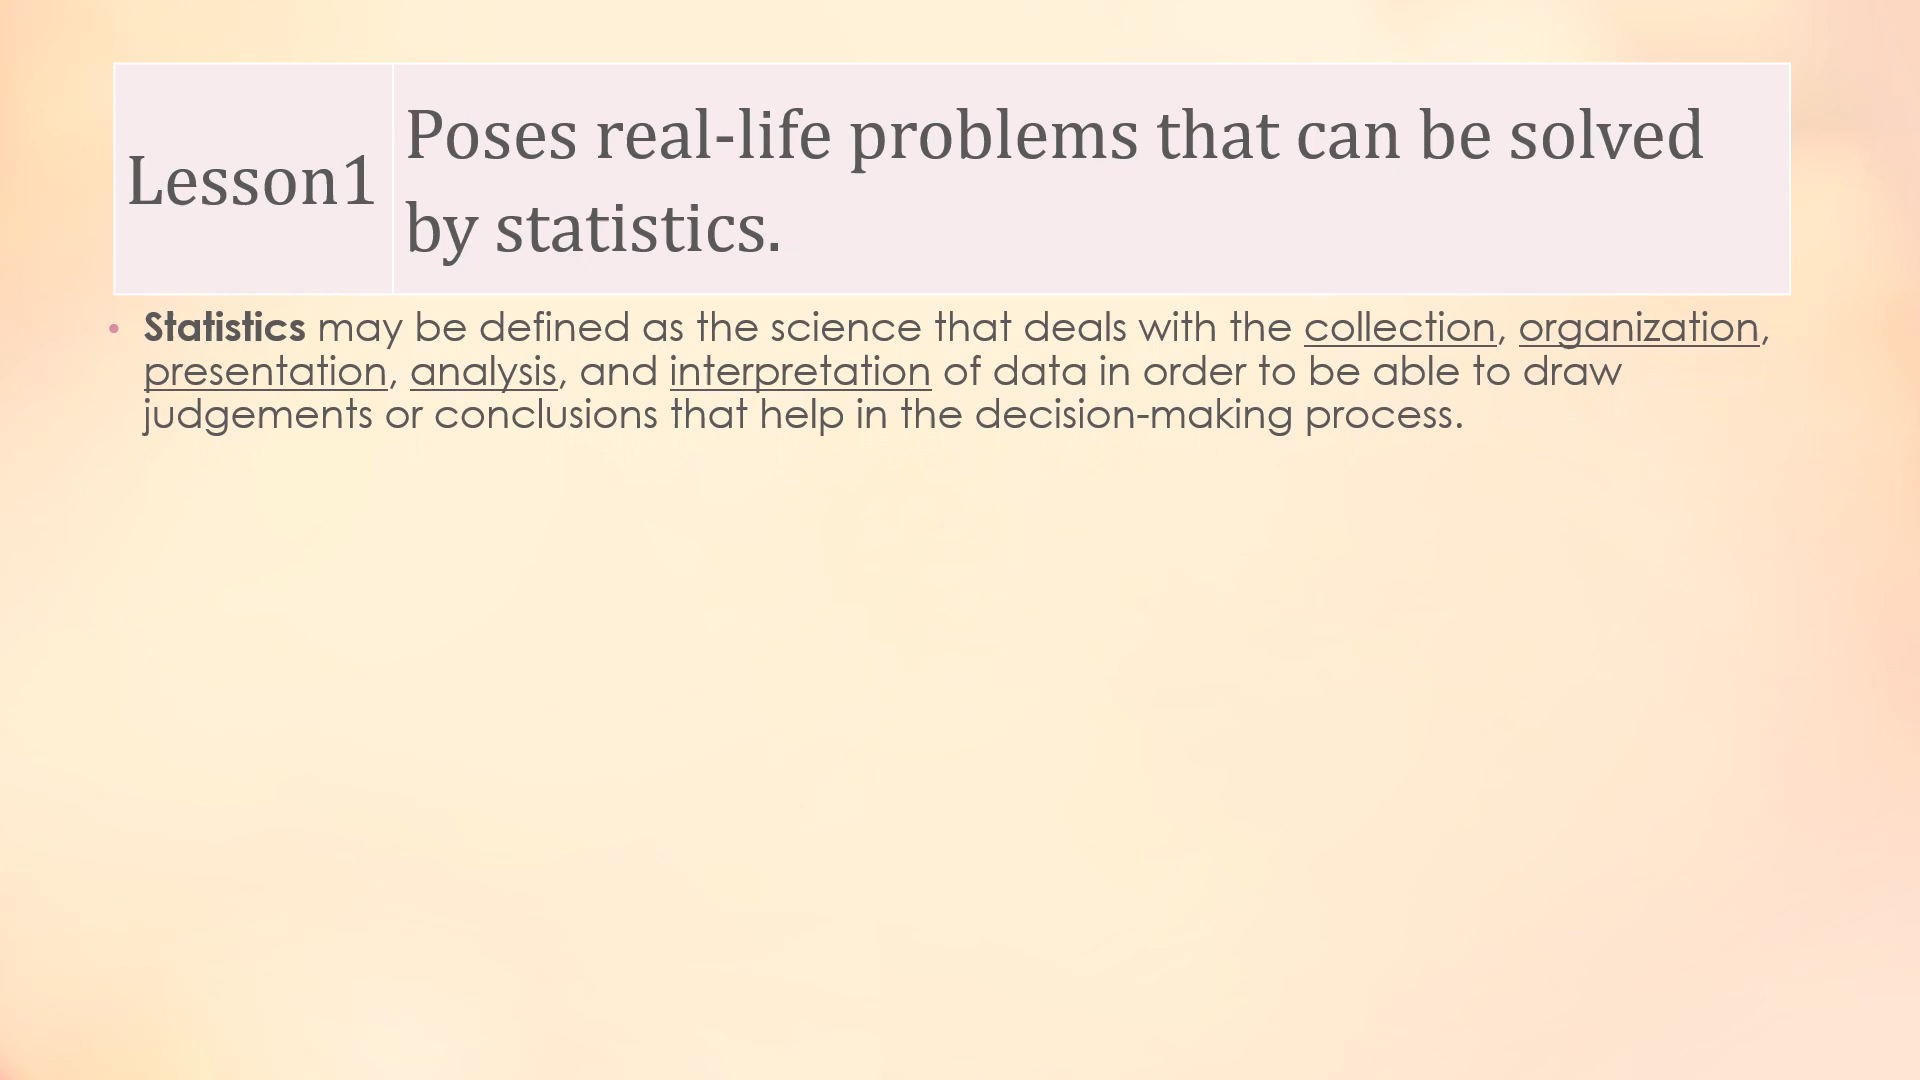 Lesson1
Poses real-life problems that can be solved
by statistics.
• Statistics may be defined as the science that deals with the collection, organization,
presentation, analysis, and interpretation of data in order to be able to draw
judgements or conclusions that help in the decision-making process.